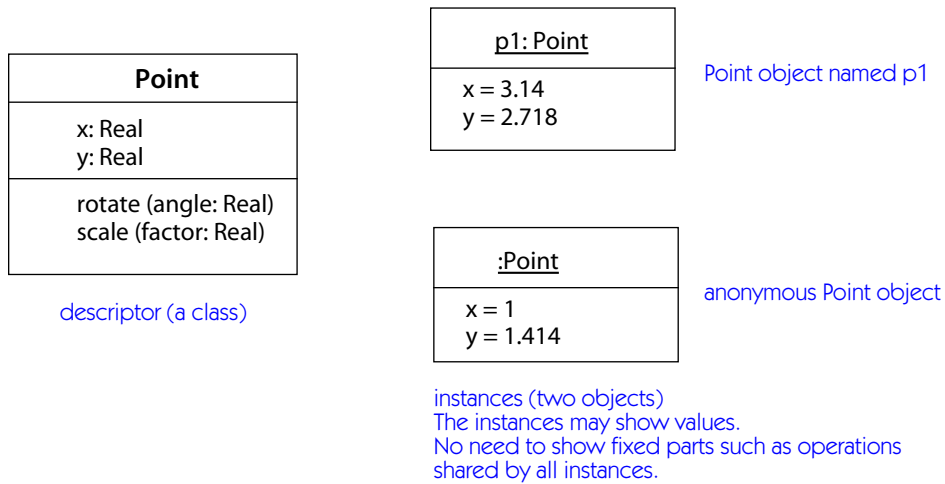 Point
x: Real
y: Real
rotate (angle: Real)
scale (factor: Real)
descriptor (a class)
p1: Point
x = 3.14
y = 2.718
Point object named p1
:Point
x = 1
y = 1.414
anonymous Point object
instances (two objects)
The instances may show values.
No need to show fixed parts such as operations
shared by all instances.